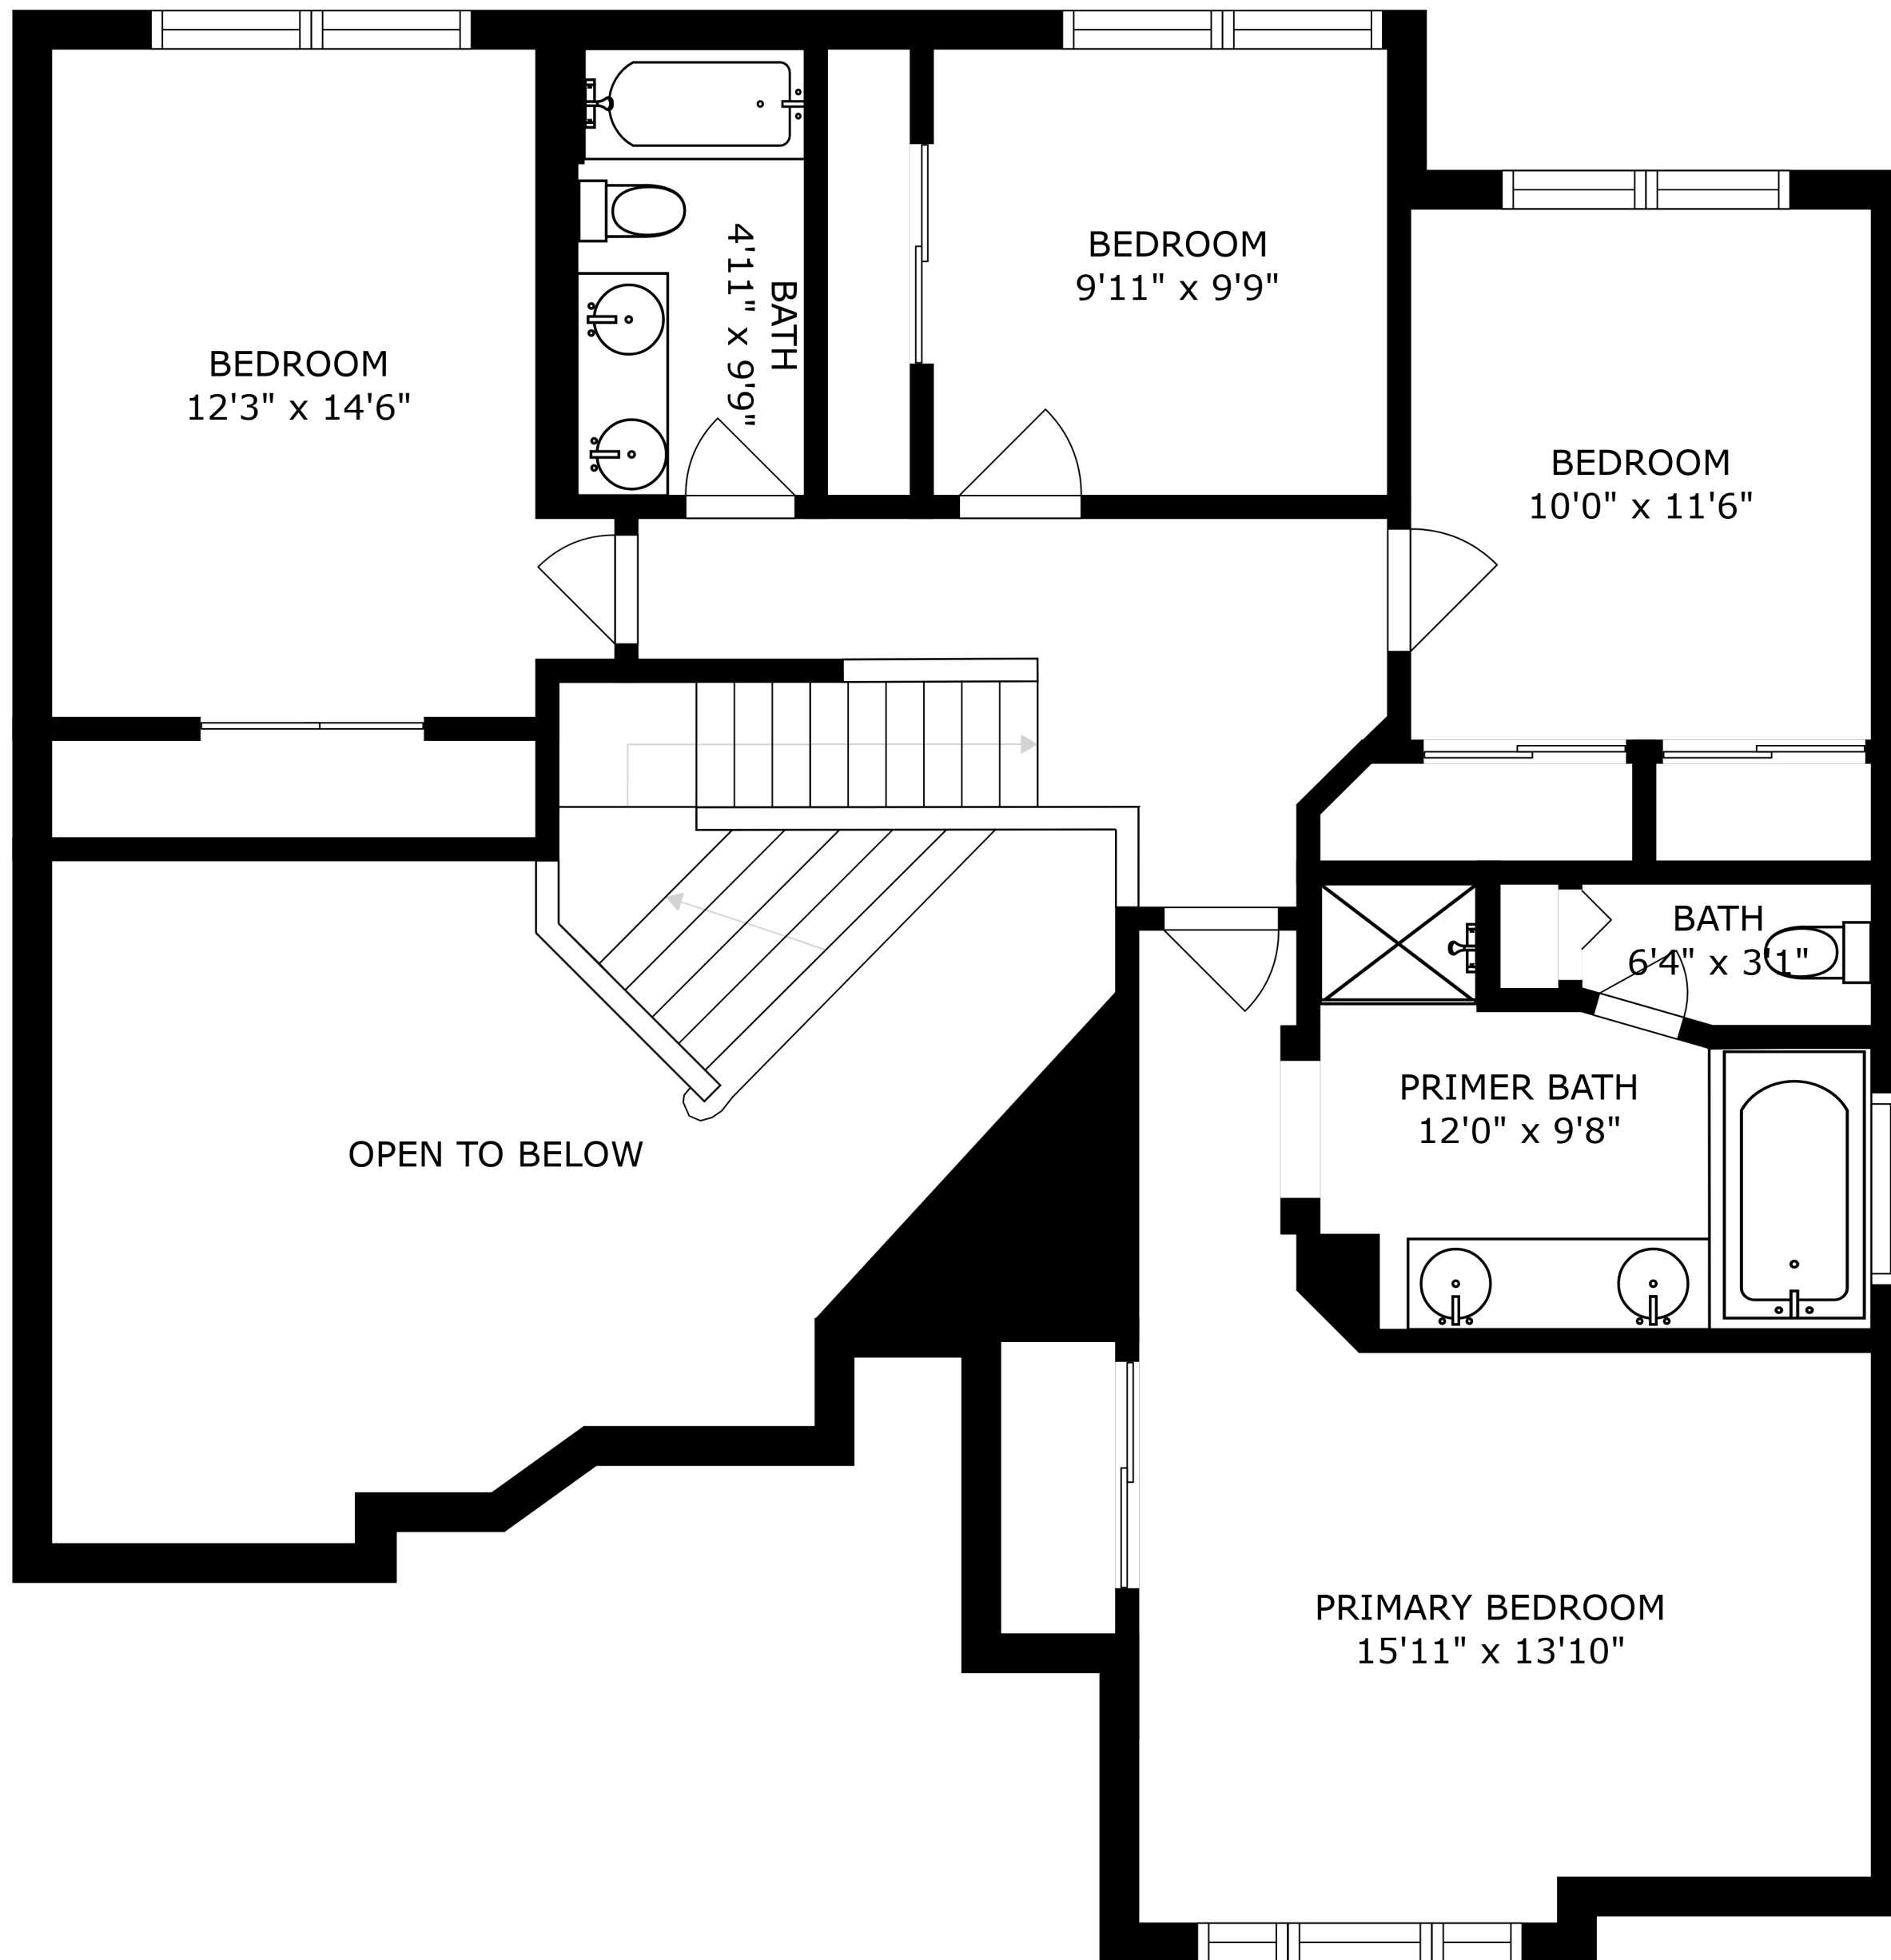 BEDROOM
12'3" x 14'6"
BATH
4'11" x 9'9"
BEDROOM
9'11" x 9'9"
BEDROOM
10'0" x 11'6"
BATH
6'4" x 3'1"
PRIMER BATH
12'0" x 9'8"
OPEN TO BELOW
PRIMARY BEDROOM
15'11" x 13'10"